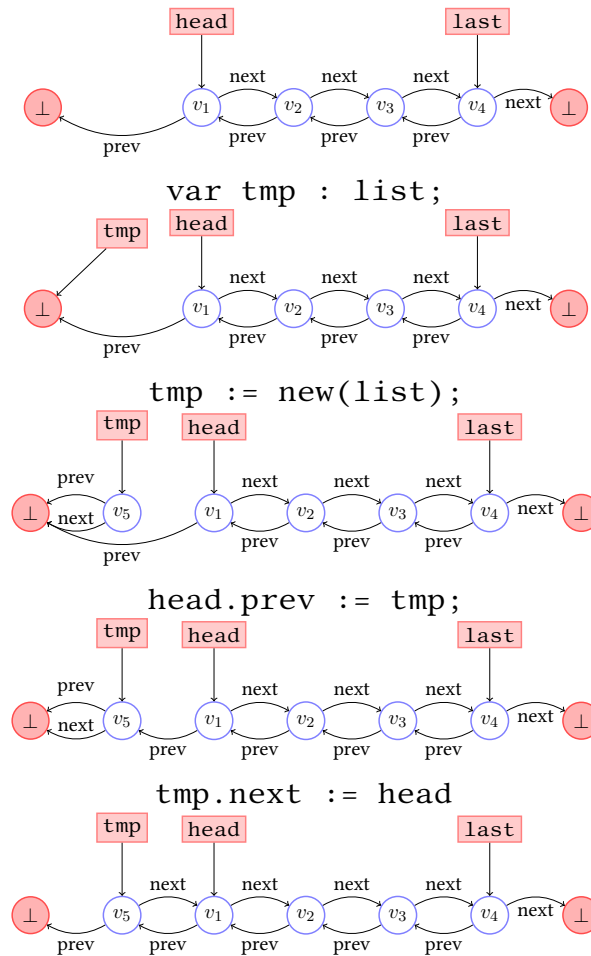 head last
next next next
⊥ v₁ v₂ v₃ v₄ next ⊥
prev prev prev prev
var tmp : list;
tmp head last
next next next
⊥ v₁ v₂ v₃ v₄ next ⊥
prev prev prev prev
tmp := new(list);
tmp head last
prev next next next
⊥ next v₅ v₁ v₂ v₃ v₄ next ⊥
prev prev prev prev
head.prev := tmp;
tmp head last
prev next next next
⊥ next v₅ v₁ v₂ v₃ v₄ next ⊥
prev prev prev prev
tmp.next := head
tmp head last
next next next next
⊥ v₅ v₁ v₂ v₃ v₄ next ⊥
prev prev prev prev prev